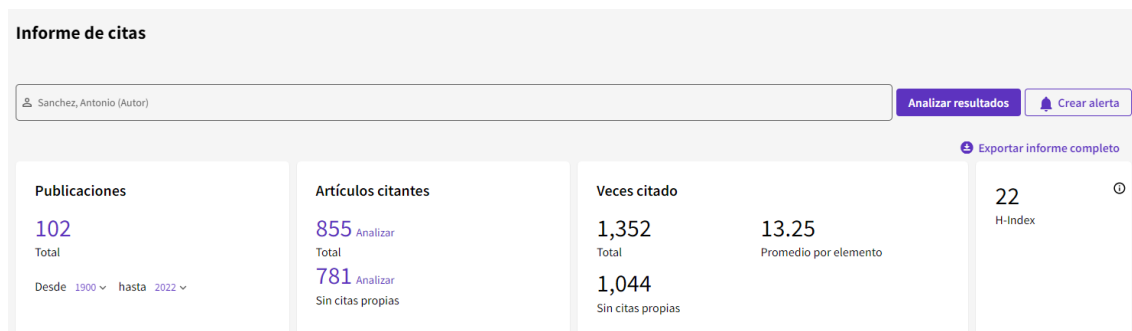 Informe de citas
Sanchez, Antonio (Autor)
Analizar resultados
Crear alerta
Exportar informe completo
Publicaciones
102
Total
Desde 1900 hasta 2022
Artículos citantes
855 Analizar
Total
781 Analizar
Sin citas propias
Veces citado
1,352
Total
13.25
Promedio por elemento
1,044
Sin citas propias
22
H-Index